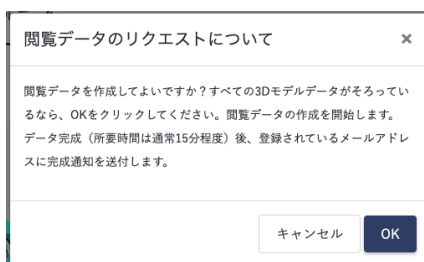 閲覧データのリクエストについて ×
閲覧データを作成してよいですか？すべての3Dモデルデータがそろってい
るなら、OKをクリックしてください。閲覧データの作成を開始します。
データ完成（所要時間は通常15分程度）後、登録されているメールアドレ
スに完成通知を送付します。
キャンセル OK